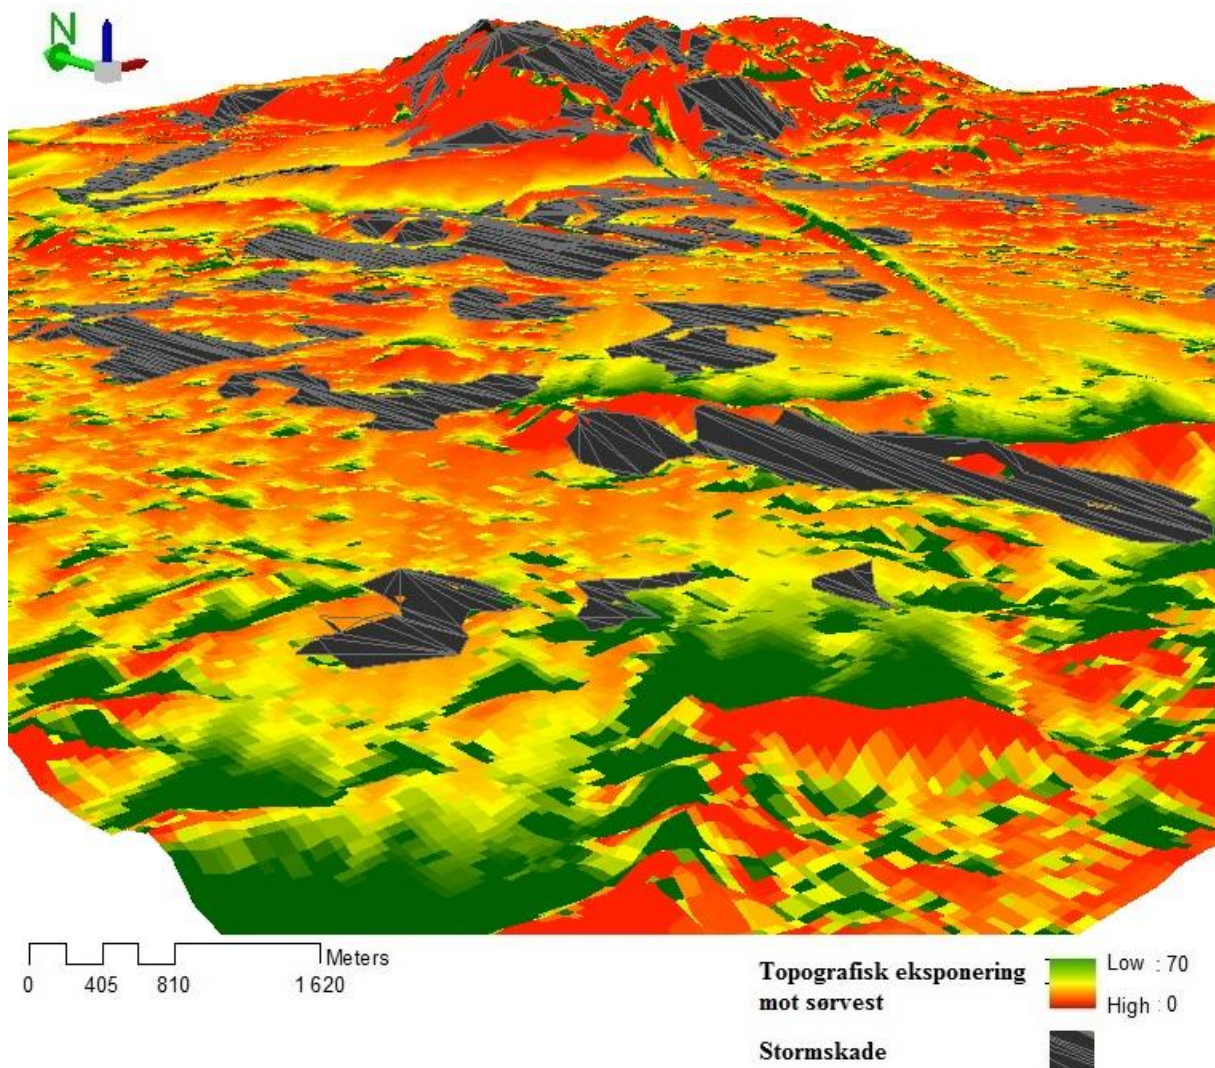 N
Meters
0 405 810 1 620
Topografisk eksponering
mot sørvest
Low : 70
High : 0
Stormskade